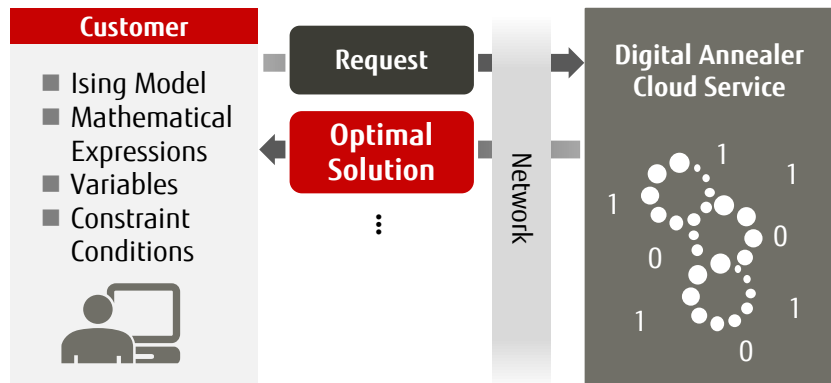 Customer
Ising Model
Mathematical
Expressions
Variables
Constraint
Conditions
Request
Optimal
Solution
⋮
Network
Digital Annealer
Cloud Service
1
1
1
0
0
1
1
0